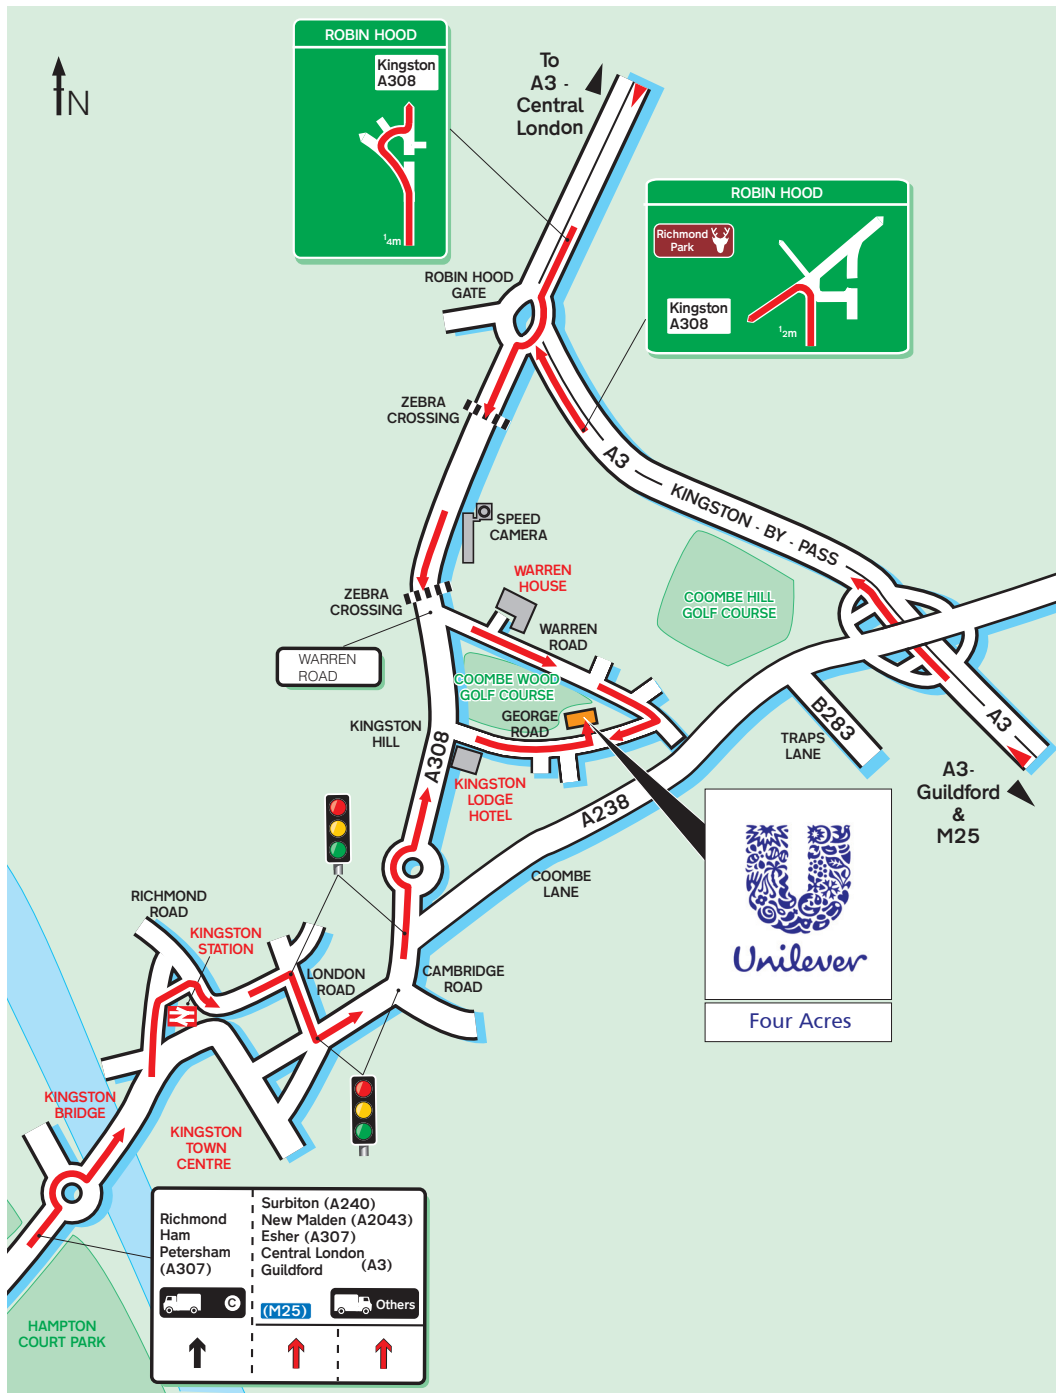 ROBIN HOOD
Kingston
A308
1/4m
N
To
A3 -
Central
London
ROBIN HOOD
Richmond
Park
Kingston
A308
1/2m
ROBIN HOOD
GATE
ZEBRA
CROSSING
A3
KINGSTON - BY - PASS
SPEED
CAMERA
WARREN
HOUSE
ZEBRA
CROSSING
COOMBE HILL
GOLF COURSE
WARREN
ROAD
WARREN
ROAD
COOMBE WOOD
GOLF COURSE
GEORGE
ROAD
KINGSTON
HILL
A308
B283
TRAPS
LANE
A3
A3-
Guildford
&
M25
KINGSTON
LODGE
HOTEL
A238
COOMBE
LANE
RICHMOND
ROAD
KINGSTON
STATION
LONDON
ROAD
CAMBRIDGE
ROAD
Unilever
Four Acres
KINGSTON
BRIDGE
KINGSTON
TOWN
CENTRE
Richmond
Ham
Petersham
(A307)
C
Surbiton (A240)
New Malden (A2043)
Esher (A307)
Central London
Guildford (A3)
(M25)
Others
HAMPTON
COURT PARK